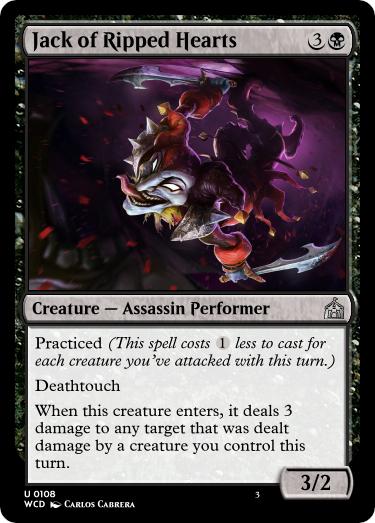 Jack of Ripped Hearts 3
Creature — Assassin Performer
Practiced (This spell costs 1 less to cast for
each creature you've attacked with this turn.)
Deathtouch
When this creature enters, it deals 3
damage to any target that was dealt
damage by a creature you control this
turn.
3/2
U 0108
3
WCD Carlos Cabrera